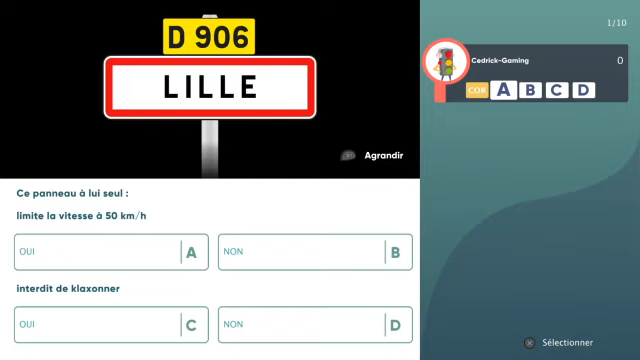 D 906
LILLE
Agrandir
Ce panneau à lui seul :
limite la vitesse à 50 km/h
OUI A
NON B
interdit de klaxonner
OUI C
NON D
1/10
Cedrick-Gaming 0
COR A B C D
Sélectionner